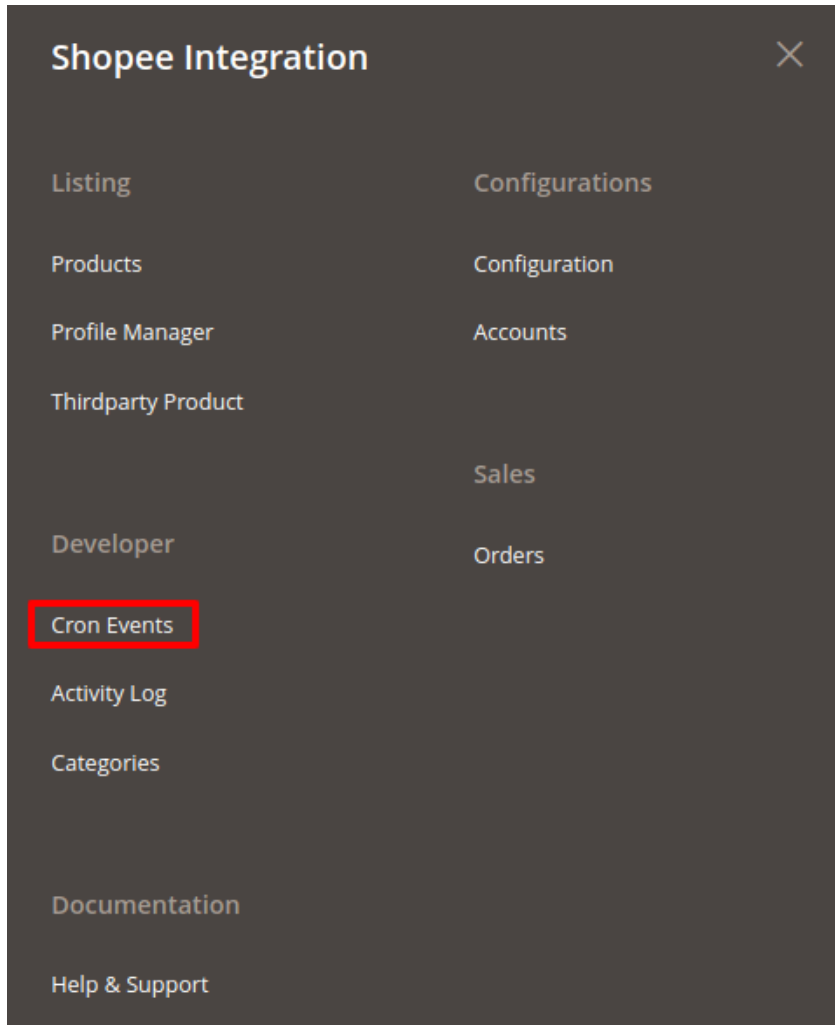 Shopee Integration
Listing
Products
Profile Manager
Thirdparty Product
Developer
Cron Events
Activity Log
Categories
Documentation
Help & Support
Configurations
Configuration
Accounts
Sales
Orders